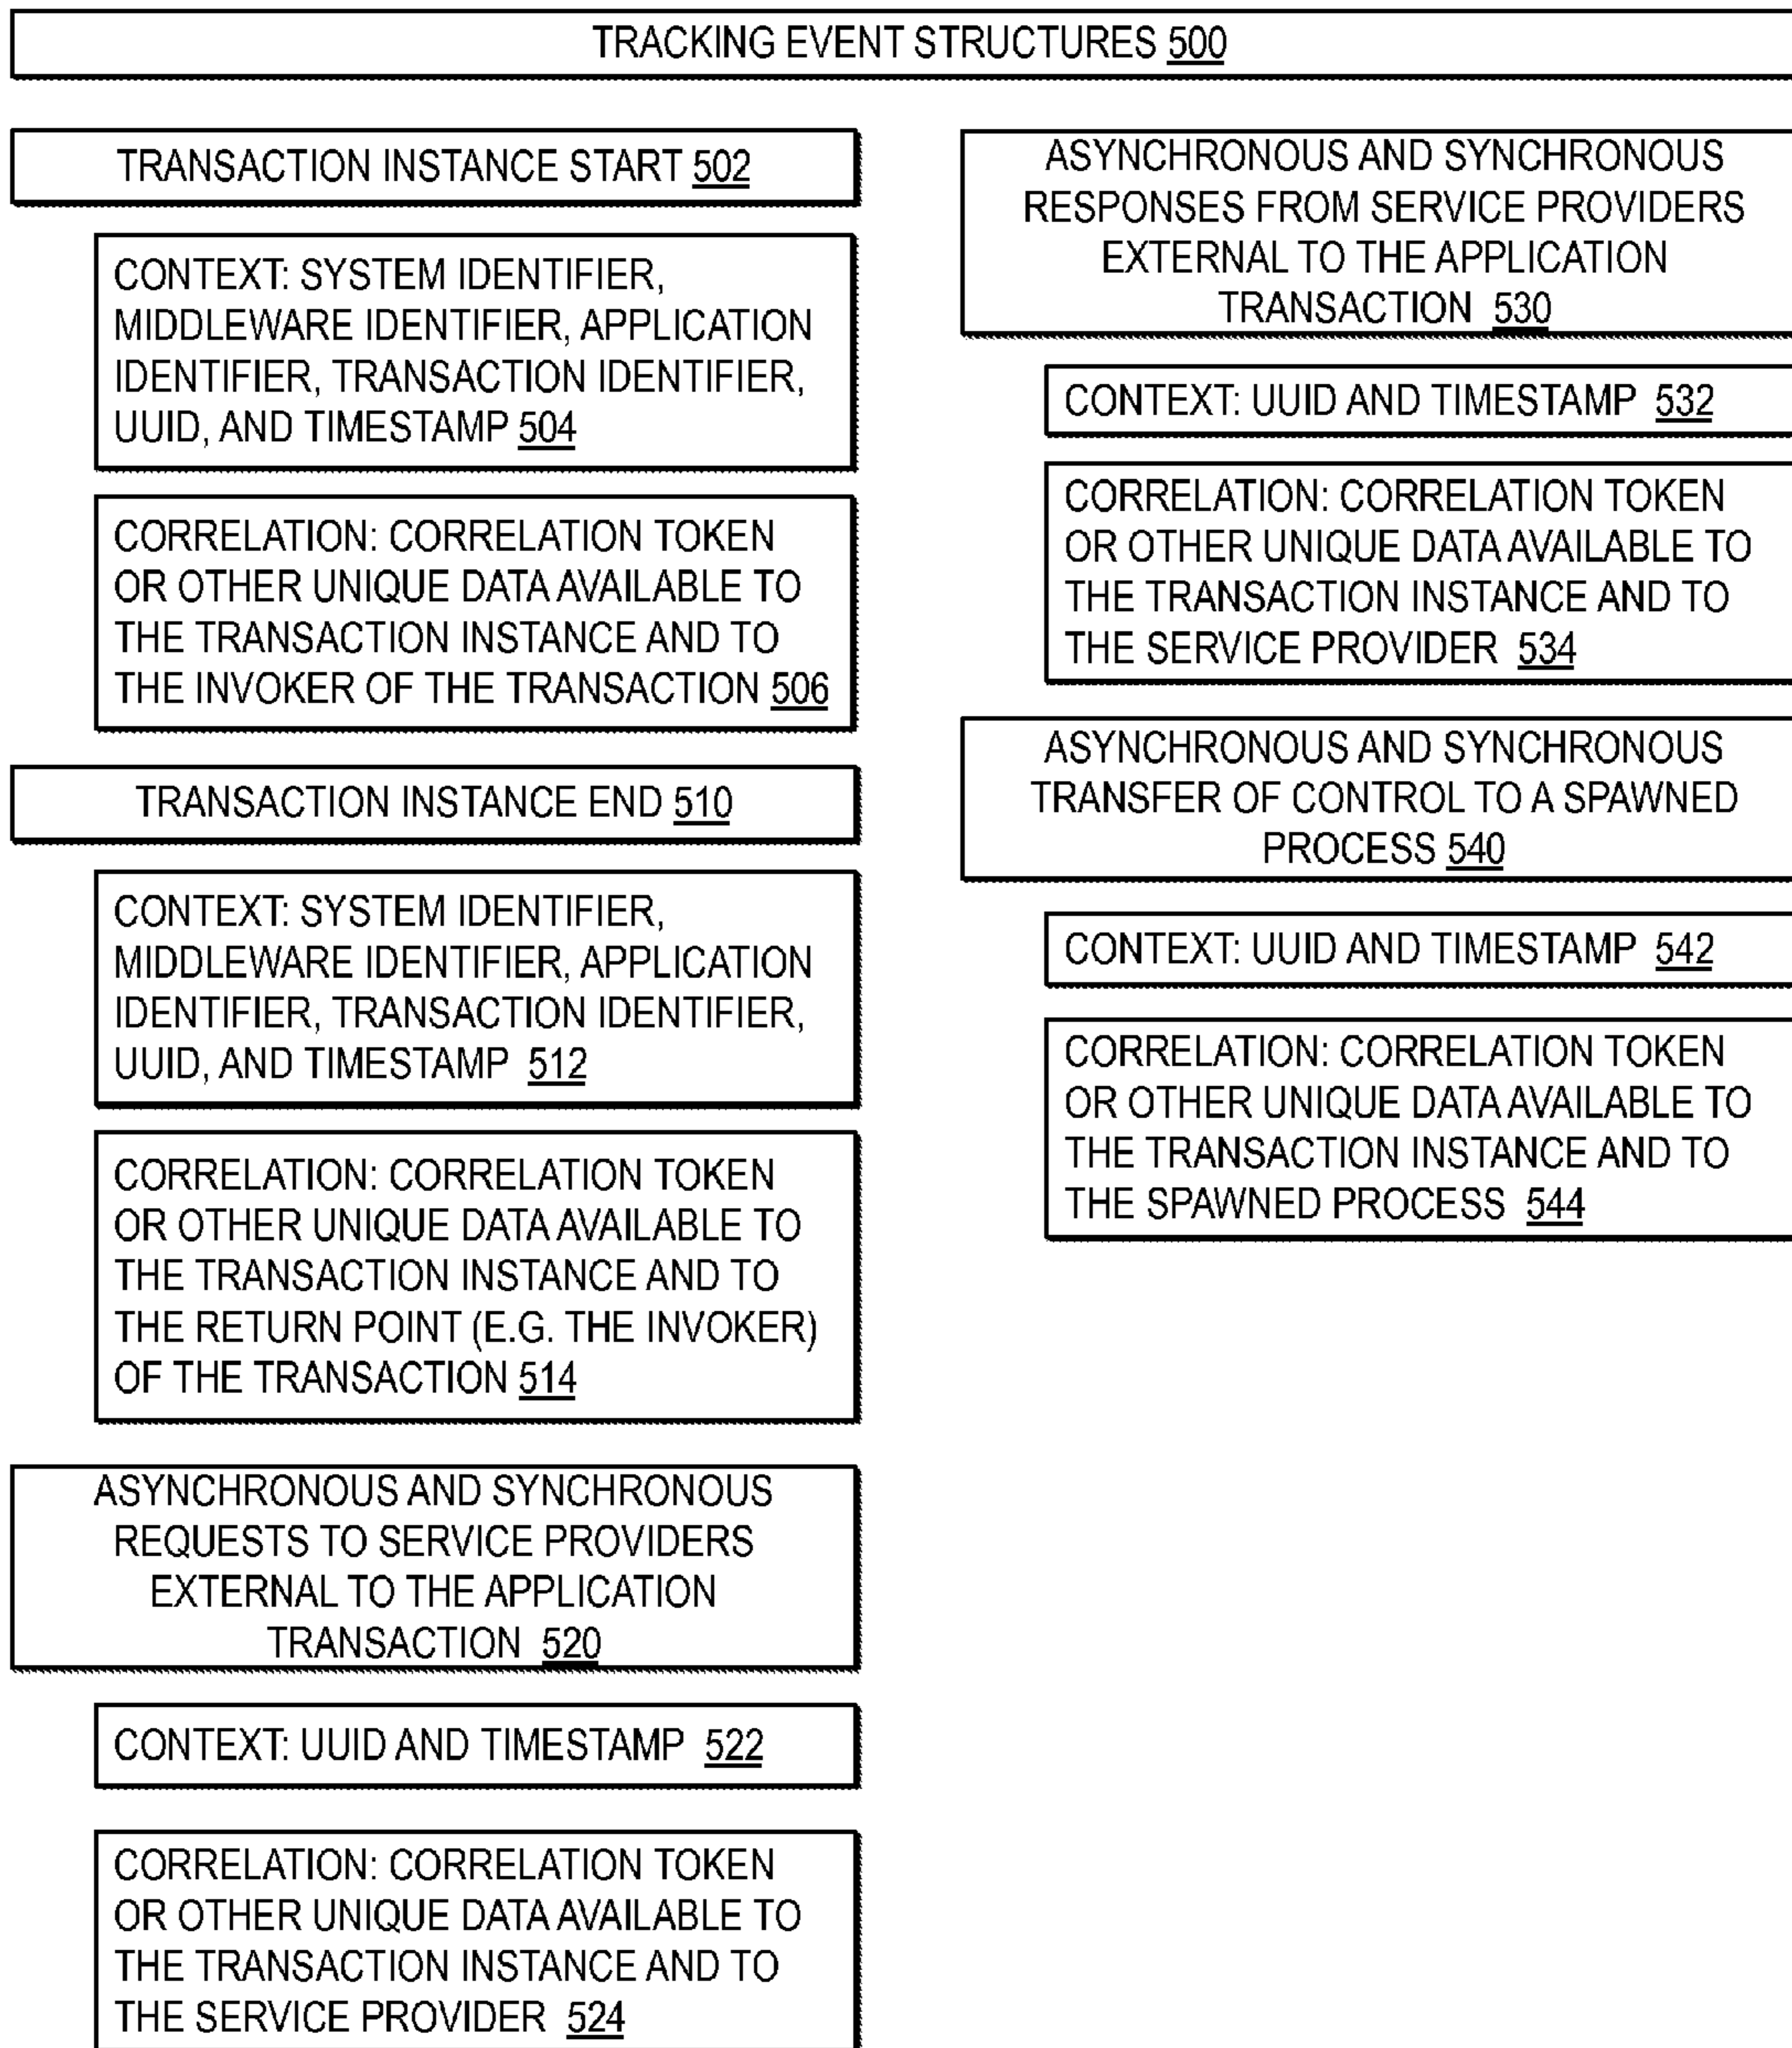 TRACKING EVENT STRUCTURES 500
TRANSACTION INSTANCE START 502
CONTEXT: SYSTEM IDENTIFIER,
MIDDLEWARE IDENTIFIER, APPLICATION
IDENTIFIER, TRANSACTION IDENTIFIER,
UUID, AND TIMESTAMP 504
CORRELATION: CORRELATION TOKEN
OR OTHER UNIQUE DATA AVAILABLE TO
THE TRANSACTION INSTANCE AND TO
THE INVOKER OF THE TRANSACTION 506
TRANSACTION INSTANCE END 510
CONTEXT: SYSTEM IDENTIFIER,
MIDDLEWARE IDENTIFIER, APPLICATION
IDENTIFIER, TRANSACTION IDENTIFIER,
UUID, AND TIMESTAMP 512
CORRELATION: CORRELATION TOKEN
OR OTHER UNIQUE DATA AVAILABLE TO
THE TRANSACTION INSTANCE AND TO
THE RETURN POINT (E.G. THE INVOKER)
OF THE TRANSACTION 514
ASYNCHRONOUS AND SYNCHRONOUS
REQUESTS TO SERVICE PROVIDERS
EXTERNAL TO THE APPLICATION
TRANSACTION 520
CONTEXT: UUID AND TIMESTAMP 522
CORRELATION: CORRELATION TOKEN
OR OTHER UNIQUE DATA AVAILABLE TO
THE TRANSACTION INSTANCE AND TO
THE SERVICE PROVIDER 524
ASYNCHRONOUS AND SYNCHRONOUS
RESPONSES FROM SERVICE PROVIDERS
EXTERNAL TO THE APPLICATION
TRANSACTION 530
CONTEXT: UUID AND TIMESTAMP 532
CORRELATION: CORRELATION TOKEN
OR OTHER UNIQUE DATA AVAILABLE TO
THE TRANSACTION INSTANCE AND TO
THE SERVICE PROVIDER 534
ASYNCHRONOUS AND SYNCHRONOUS
TRANSFER OF CONTROL TO A SPAWNED
PROCESS 540
CONTEXT: UUID AND TIMESTAMP 542
CORRELATION: CORRELATION TOKEN
OR OTHER UNIQUE DATA AVAILABLE TO
THE TRANSACTION INSTANCE AND TO
THE SPAWNED PROCESS 544